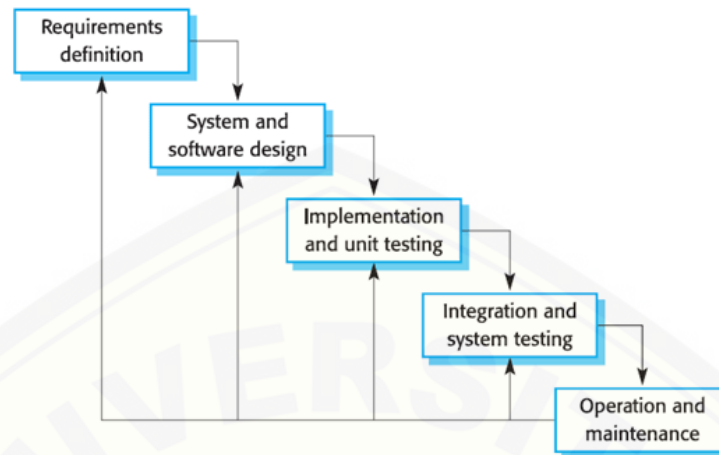 Requirements
definition
System and
software design
Implementation
and unit testing
Integration and
system testing
Operation and
maintenance